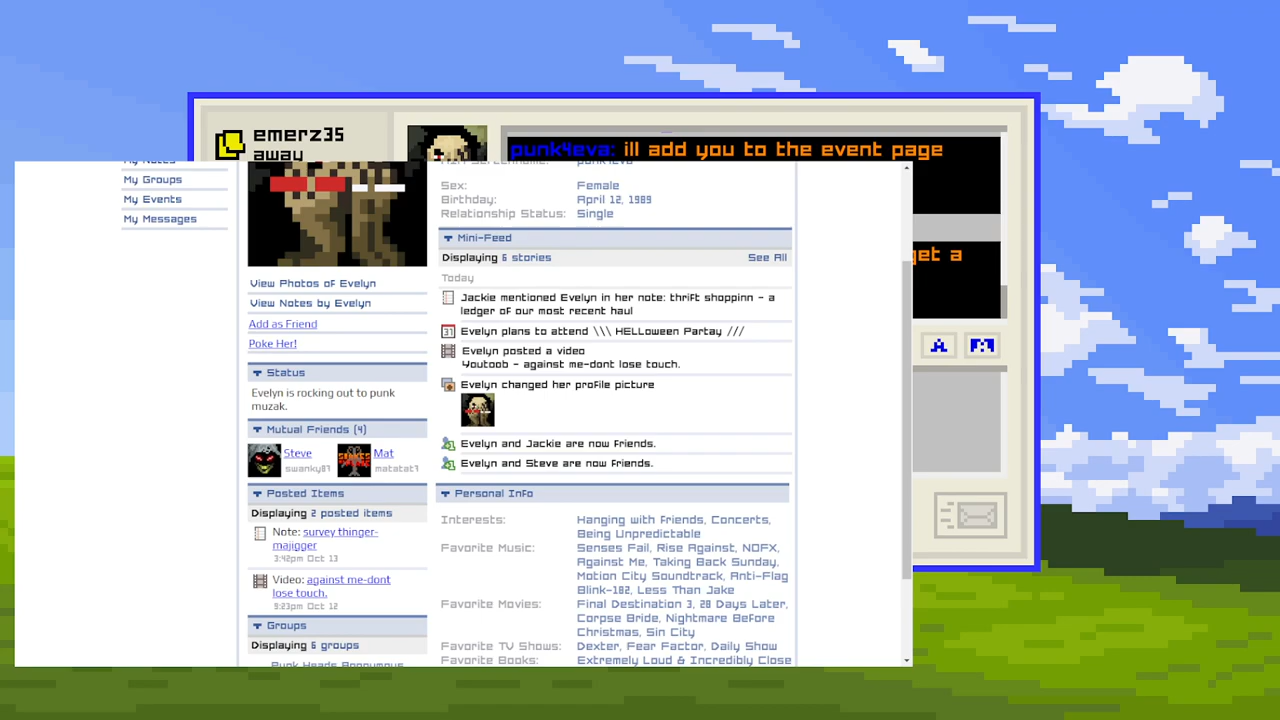 emerz35
away
punk4eva: ill add you to the event page
get a
My Notes
My Groups
My Events
My Messages
View Photos of Evelyn
View Notes by Evelyn
Add as Friend
Poke Her!
Status
Evelyn is rocking out to punk
muzak.
Mutual Friends (4)
Steve
swanky81
Mat
matatat7
Posted Items
Displaying 2 posted items
Note: survey thinger-
majigger
3:42pm Oct 13
Video: against me-dont
lose touch.
9:23pm Oct 12
Groups
Displaying 6 groups
Punk Heads Anonymous
punk4eva
Sex: Female
Birthday: April 12, 1989
Relationship Status: Single
Mini-Feed
Displaying 6 stories See All
Today
Jackie mentioned Evelyn in her note: thrift shoppinn - a
ledger of our most recent haul
31 Evelyn plans to attend \\\ HELLoween Partay ///
Evelyn posted a video
Youtoob - against me-dont lose touch.
Evelyn changed her profile picture
Evelyn and Jackie are now friends.
Evelyn and Steve are now friends.
Personal Info
Interests: Hanging with Friends, Concerts,
Being Unpredictable
Favorite Music: Senses Fail, Rise Against, NOFX,
Against Me, Taking Back Sunday,
Motion City Soundtrack, Anti-Flag
Blink-182, Less Than Jake
Favorite Movies: Final Destination 3, 28 Days Later,
Corpse Bride, Nightmare Before
Christmas, Sin City
Favorite TV Shows: Dexter, Fear Factor, Daily Show
Favorite Books: Extremely Loud & Incredibly Close